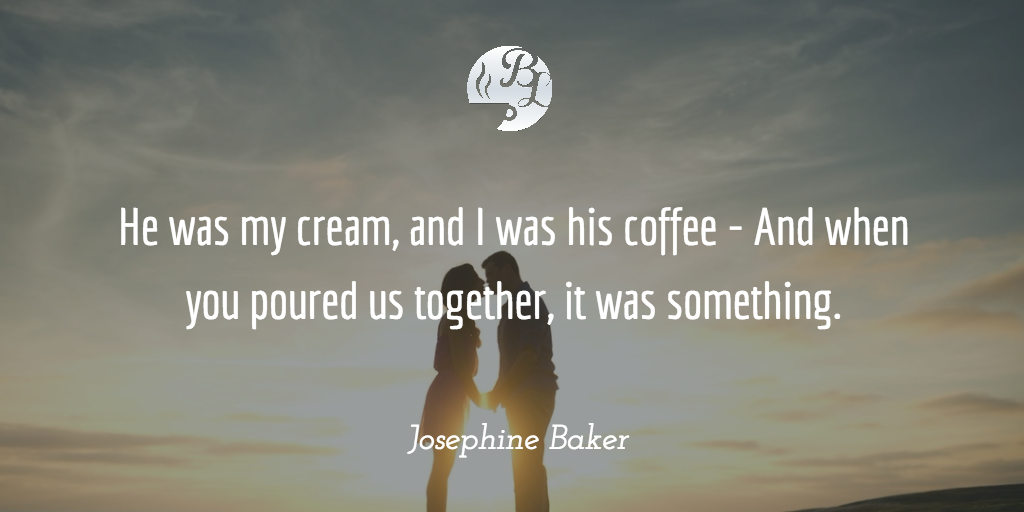 BL
He was my cream, and I was his coffee - And when
you poured us together, it was something.
Josephine Baker